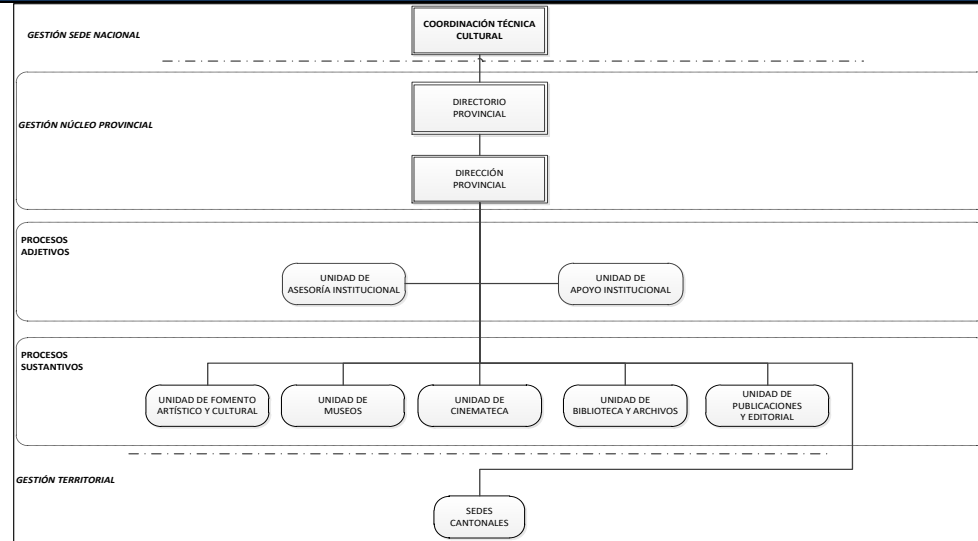 GESTIÓN SEDE NACIONAL
COORDINACIÓN TÉCNICA
CULTURAL
GESTIÓN NÚCLEO PROVINCIAL
DIRECTORIO
PROVINCIAL
DIRECCIÓN
PROVINCIAL
PROCESOS
ADJETIVOS
UNIDAD DE
ASESORÍA INSTITUCIONAL
UNIDAD DE
APOYO INSTITUCIONAL
PROCESOS
SUSTANTIVOS
UNIDAD DE FOMENTO
ARTÍSTICO Y CULTURAL
UNIDAD DE
MUSEOS
UNIDAD DE
CINEMATECA
UNIDAD DE
BIBLIOTECA Y ARCHIVOS
UNIDAD DE
PUBLICACIONES
Y EDITORIAL
GESTIÓN TERRITORIAL
SEDES
CANTONALES